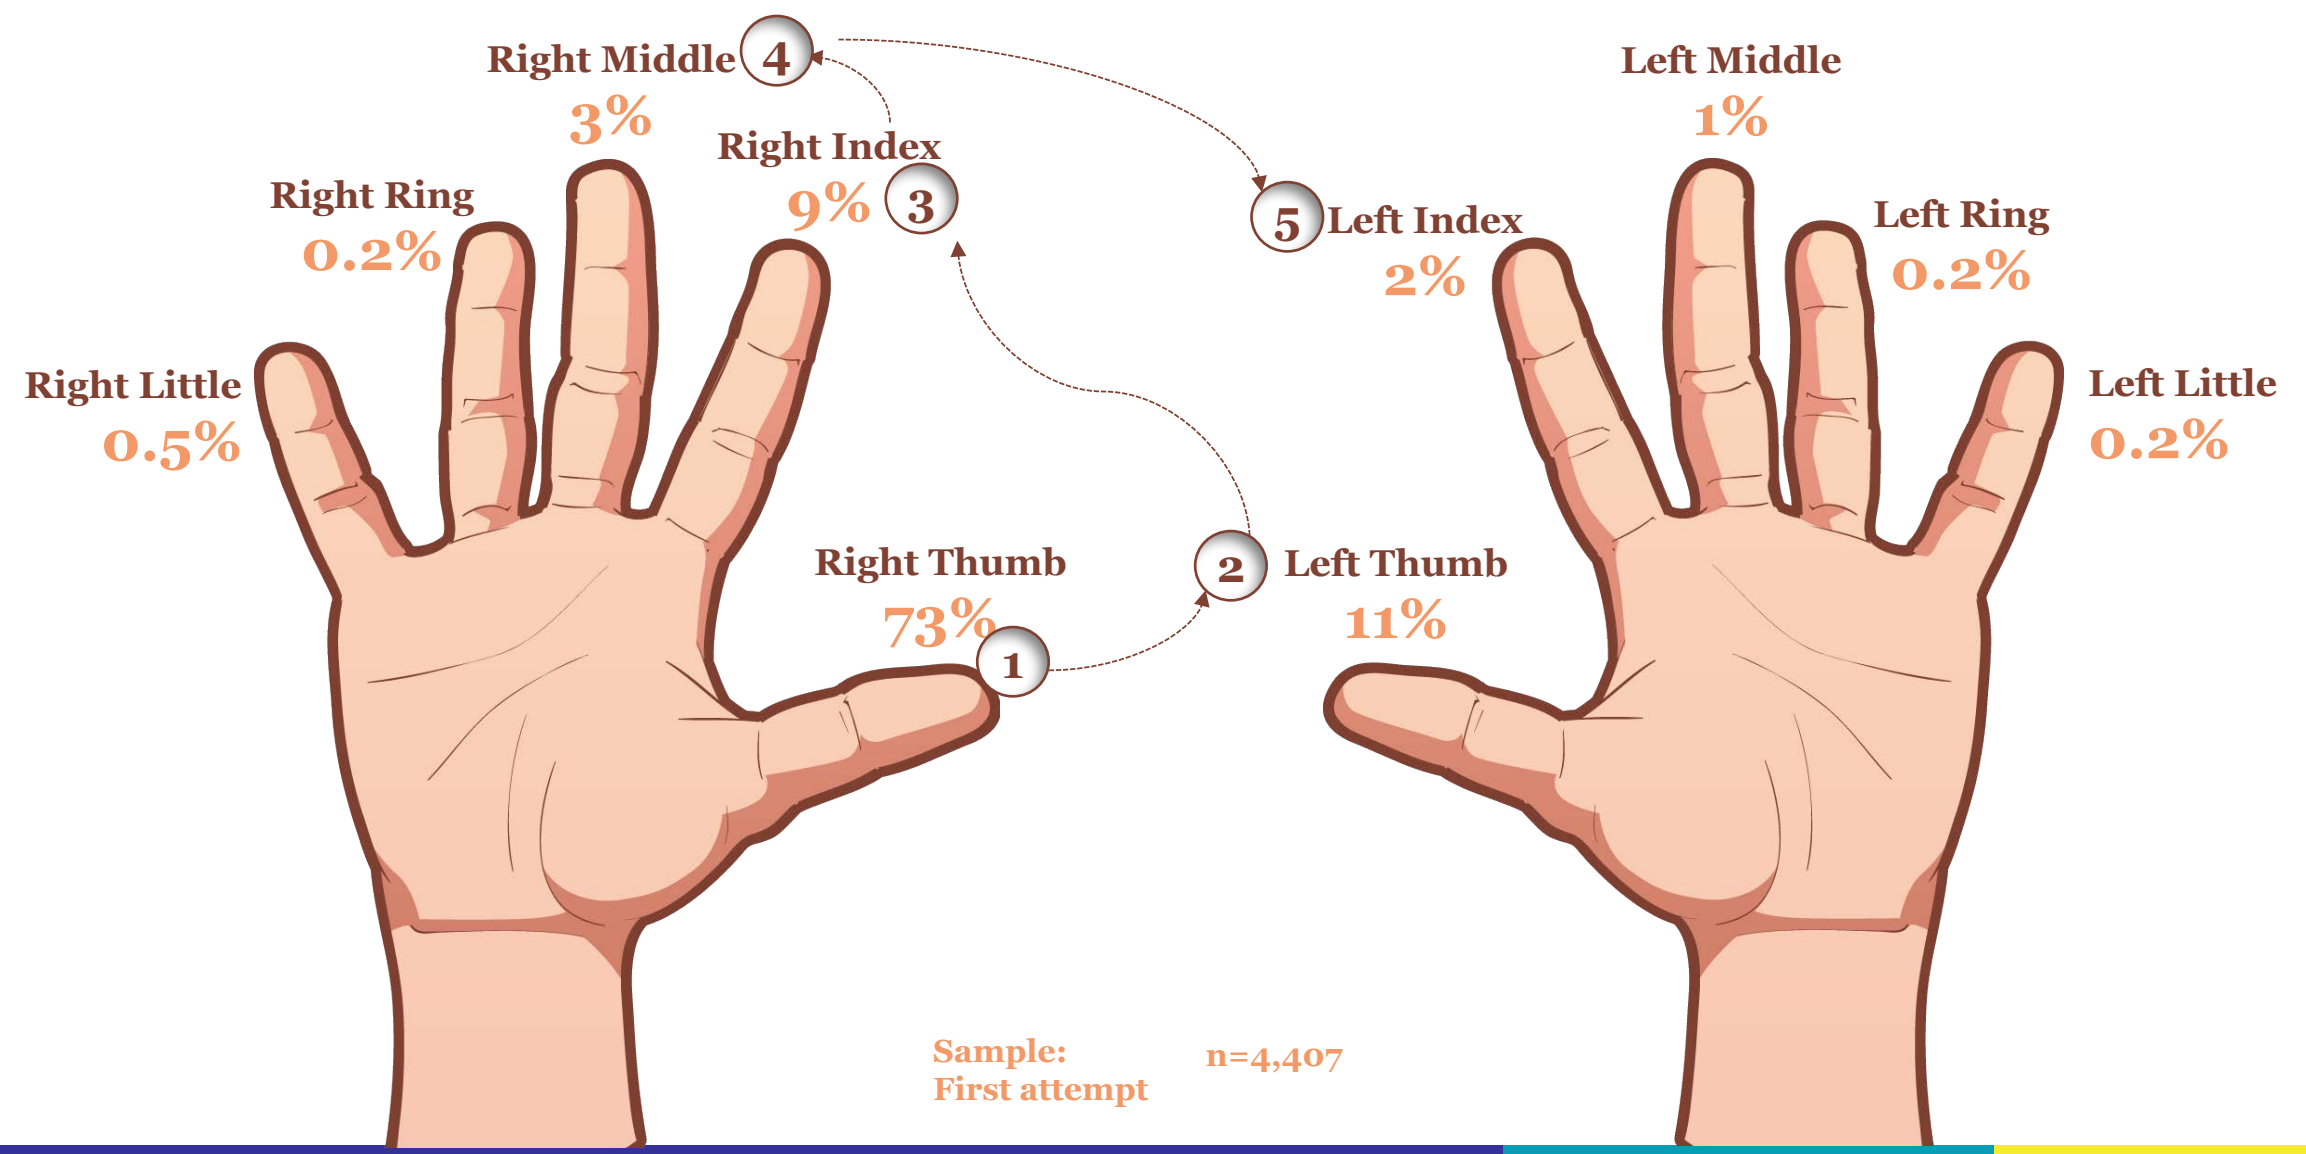 Right Middle
3%
4
Right Index
9%
3
Right Ring
0.2%
Right Little
0.5%
Right Thumb
73%
1
2
Left Thumb
11%
5
Left Index
2%
Left Middle
1%
Left Ring
0.2%
Left Little
0.2%
Sample: n=4,407
First attempt